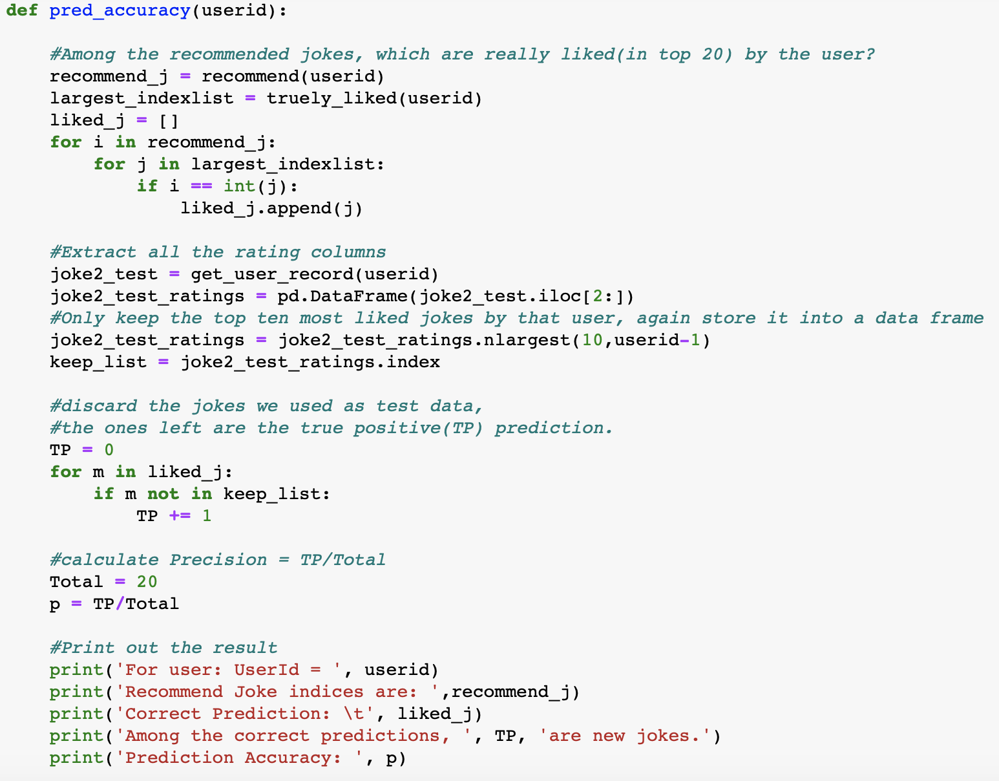 def pred_accuracy(userid):
    #Among the recommended jokes, which are really liked(in top 20) by the user?
    recommend_j = recommend(userid)
    largest_indexlist = truely_liked(userid)
    liked_j = []
    for i in recommend_j:
        for j in largest_indexlist:
            if i == int(j):
                liked_j.append(j)
    #Extract all the rating columns
    joke2_test = get_user_record(userid)
    joke2_test_ratings = pd.DataFrame(joke2_test.iloc[2:])
    #Only keep the top ten most liked jokes by that user, again store it into a data frame
    joke2_test_ratings = joke2_test_ratings.nlargest(10,userid-1)
    keep_list = joke2_test_ratings.index
    #discard the jokes we used as test data,
    #the ones left are the true positive(TP) prediction.
    TP = 0
    for m in liked_j:
        if m not in keep_list:
            TP += 1
    #calculate Precision = TP/Total
    Total = 20
    p = TP/Total
    #Print out the result
    print('For user: UserId = ', userid)
    print('Recommend Joke indices are: ',recommend_j)
    print('Correct Prediction: \t', liked_j)
    print('Among the correct predictions, ', TP, 'are new jokes.')
    print('Prediction Accuracy: ', p)